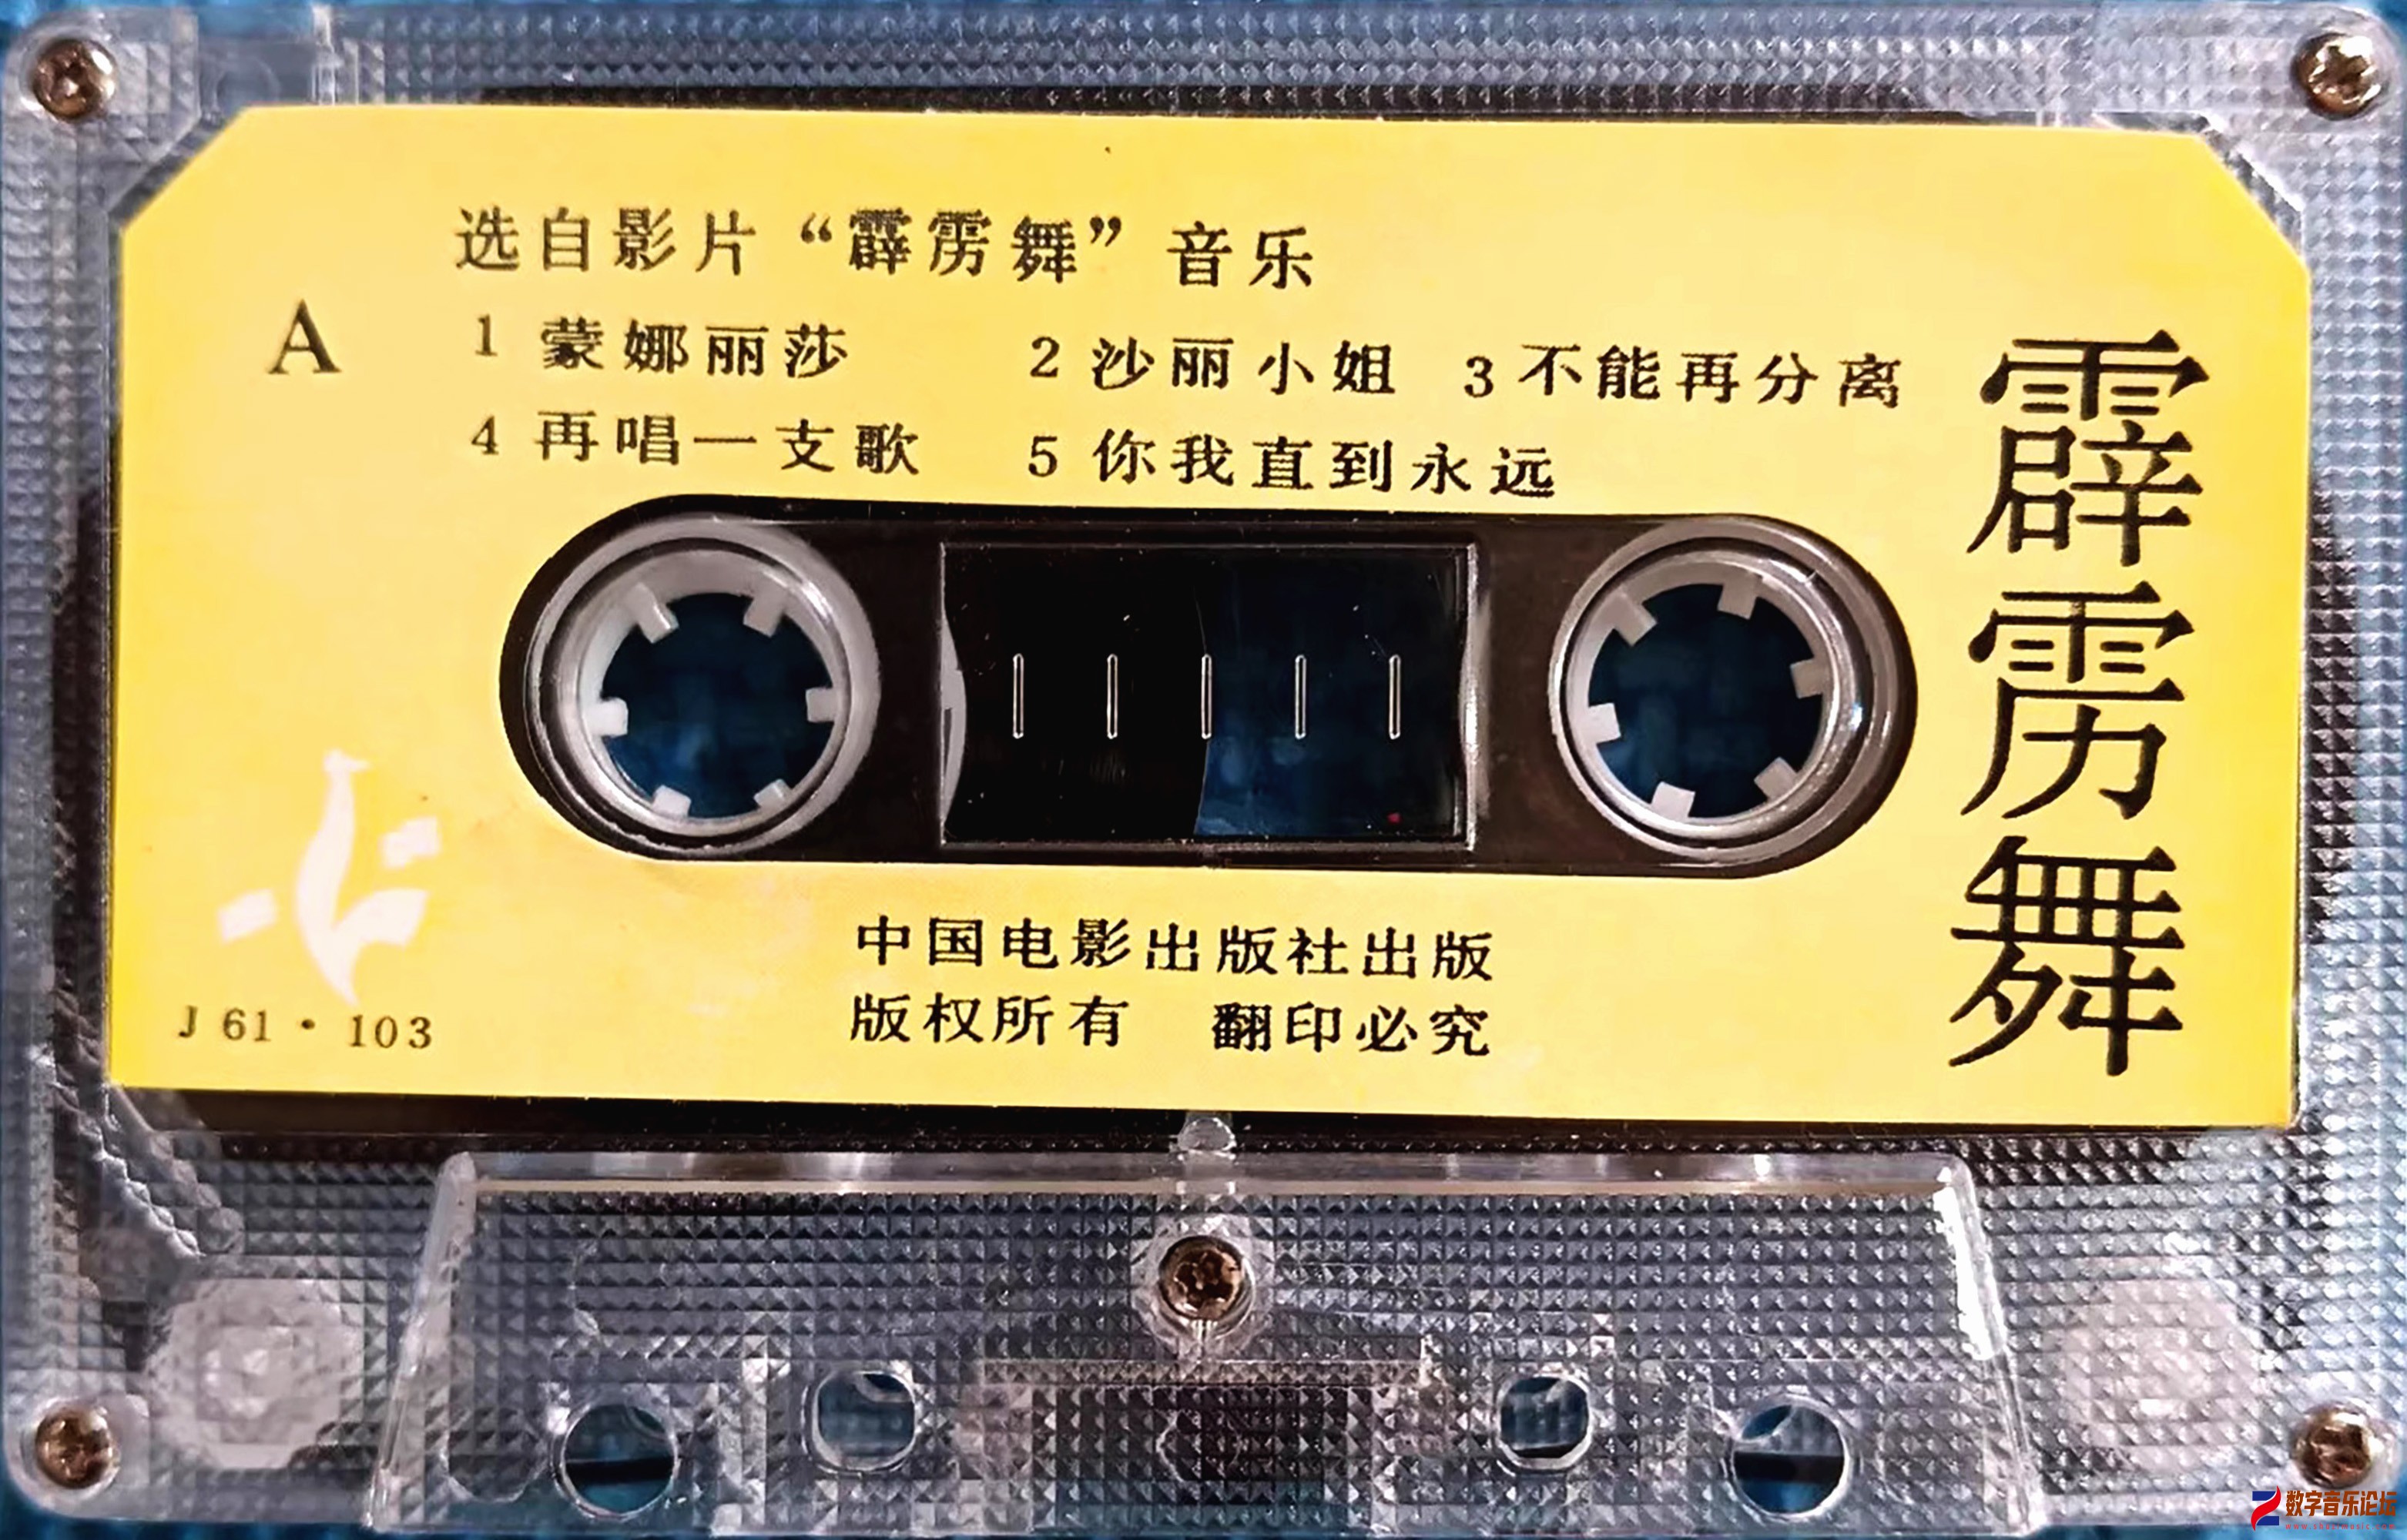 选自影片“霹雳舞”音乐
A
1 蒙娜丽莎 2 沙丽小姐 3 不能再分离
4 再唱一支歌 5 你我直到永远
霹雳舞
J 61·103
中国电影出版社出版
版权所有 翻印必究
数字音乐论坛